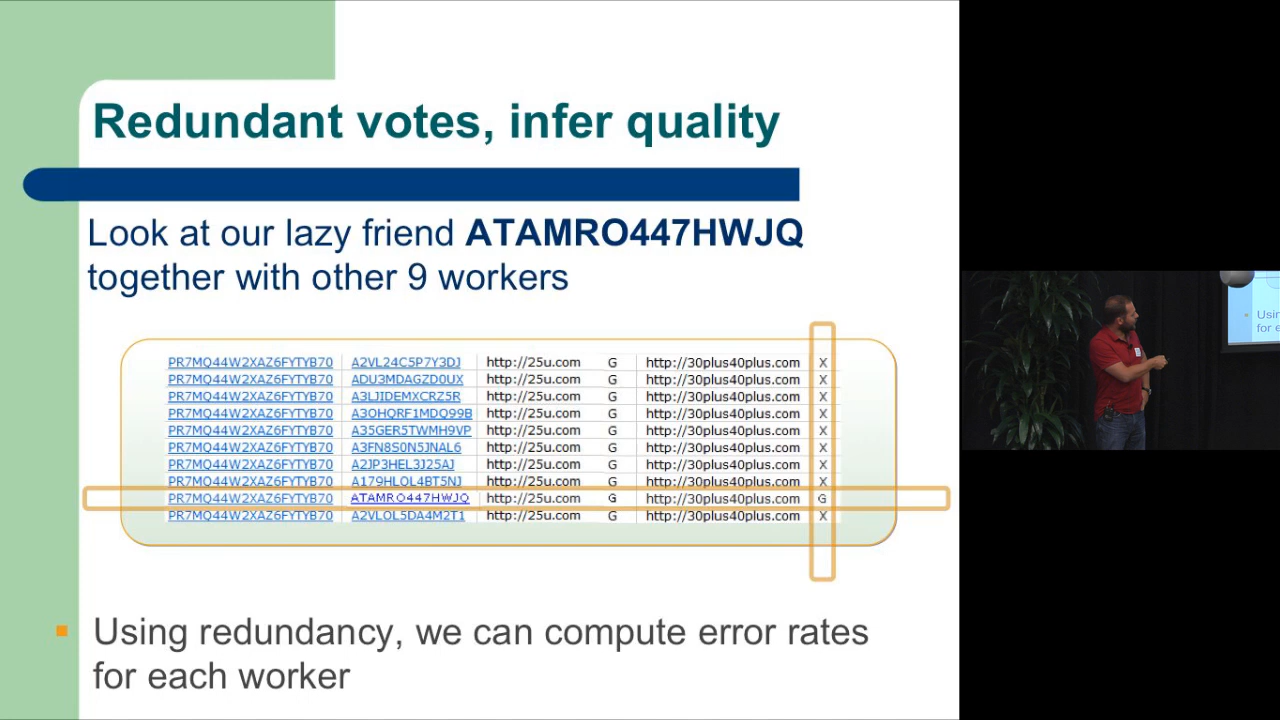 Redundant votes, infer quality
Look at our lazy friend ATAMRO447HWJQ
together with other 9 workers
PR7MQ44W2XAZ6FYTYB70 A2VL24C5P7Y3DJ http://25u.com G http://30plus40plus.com X
PR7MQ44W2XAZ6FYTYB70 ADU3MDAGZD0UX http://25u.com G http://30plus40plus.com X
PR7MQ44W2XAZ6FYTYB70 A3LJIDEMXCRZ5R http://25u.com G http://30plus40plus.com X
PR7MQ44W2XAZ6FYTYB70 A3OHQRF1MDQ99B http://25u.com G http://30plus40plus.com X
PR7MQ44W2XAZ6FYTYB70 A35GER5TWMH9VP http://25u.com G http://30plus40plus.com X
PR7MQ44W2XAZ6FYTYB70 A3FN8S0N5JNAL6 http://25u.com G http://30plus40plus.com X
PR7MQ44W2XAZ6FYTYB70 A2JP3HEL3J25AJ http://25u.com G http://30plus40plus.com X
PR7MQ44W2XAZ6FYTYB70 A179HLOL4BT5NJ http://25u.com G http://30plus40plus.com X
PR7MQ44W2XAZ6FYTYB70 ATAMRO447HWJQ http://25u.com G http://30plus40plus.com G
PR7MQ44W2XAZ6FYTYB70 A2VLOL5DA4M2T1 http://25u.com G http://30plus40plus.com X
Using redundancy, we can compute error rates
for each worker
Usin
for e